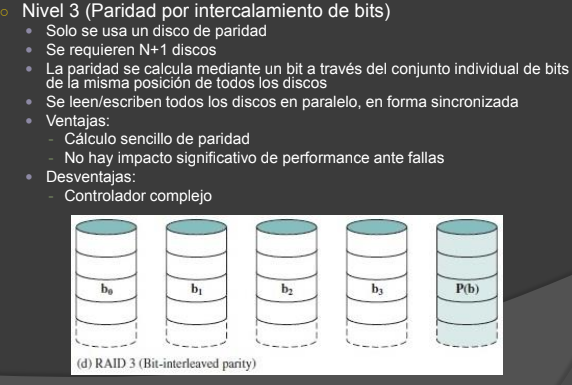 Nivel 3 (Paridad por intercalamiento de bits)
Solo se usa un disco de paridad
Se requieren N+1 discos
La paridad se calcula mediante un bit a través del conjunto individual de bits
de la misma posición de todos los discos
Se leen/escriben todos los discos en paralelo, en forma sincronizada
Ventajas:
- Cálculo sencillo de paridad
- No hay impacto significativo de performance ante fallas
Desventajas:
- Controlador complejo
b₀ b₁ b₂ b₃ P(b)
(d) RAID 3 (Bit-interleaved parity)